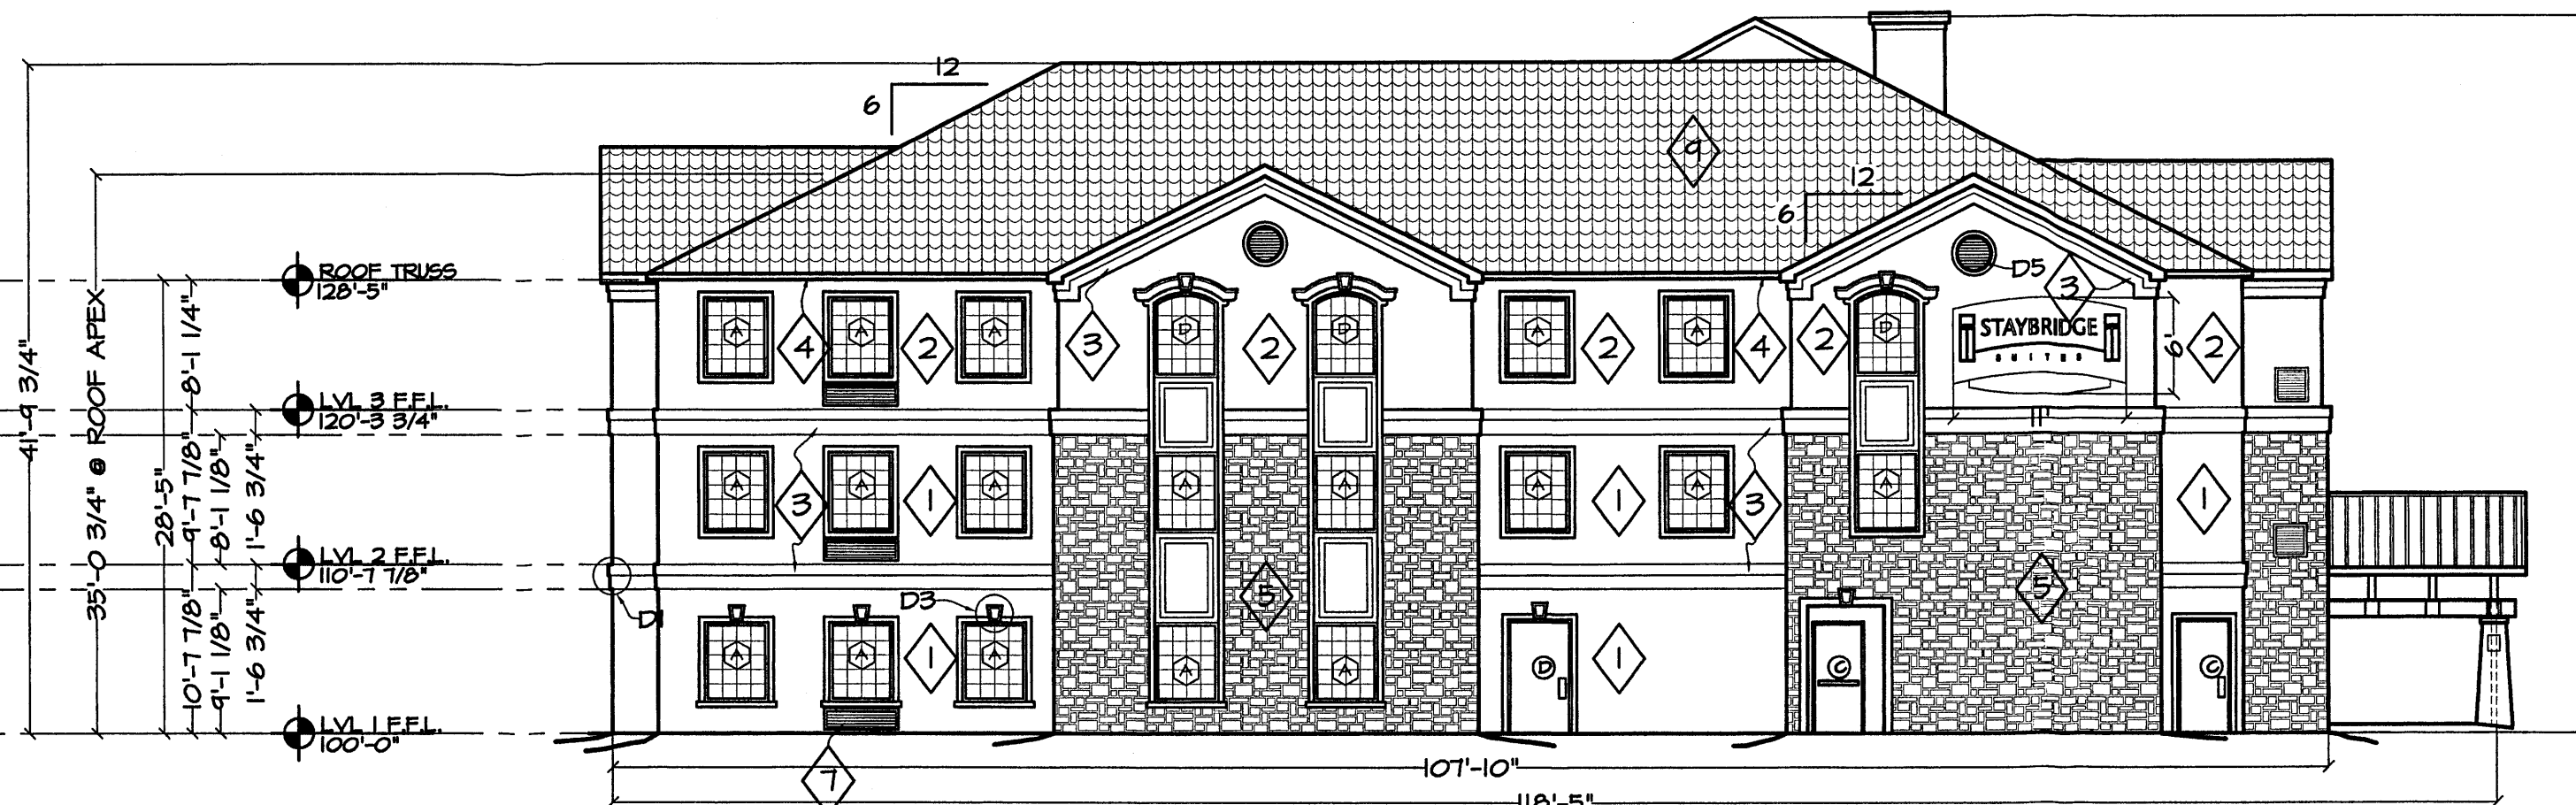 12
6
12
6
41'-9 3/4"
35'-0 3/4" @ ROOF APEX
28'-5"
8'-1 1/4"
9'-7 7/8"
8'-1 1/8"
1'-6 3/4"
10'-7 7/8"
9'-1 1/8"
1'-6 3/4"
ROOF TRUSS
128'-5"
LVL 3 F.F.L.
120'-3 3/4"
LVL 2 F.F.L.
110'-7 7/8"
LVL 1 F.F.L.
100'-0"
9
D5
3
A
4
A
2
A
3
D
2
D
A
2
A
4
2
D
STAYBRIDGE
SUITES
6'
2
A
3
A
1
A
A
A
A
1
A
3
A
1
D1
D3
5
5
A
A
1
A
A
A
D
1
C
C
7
107'-10"
118'-5"